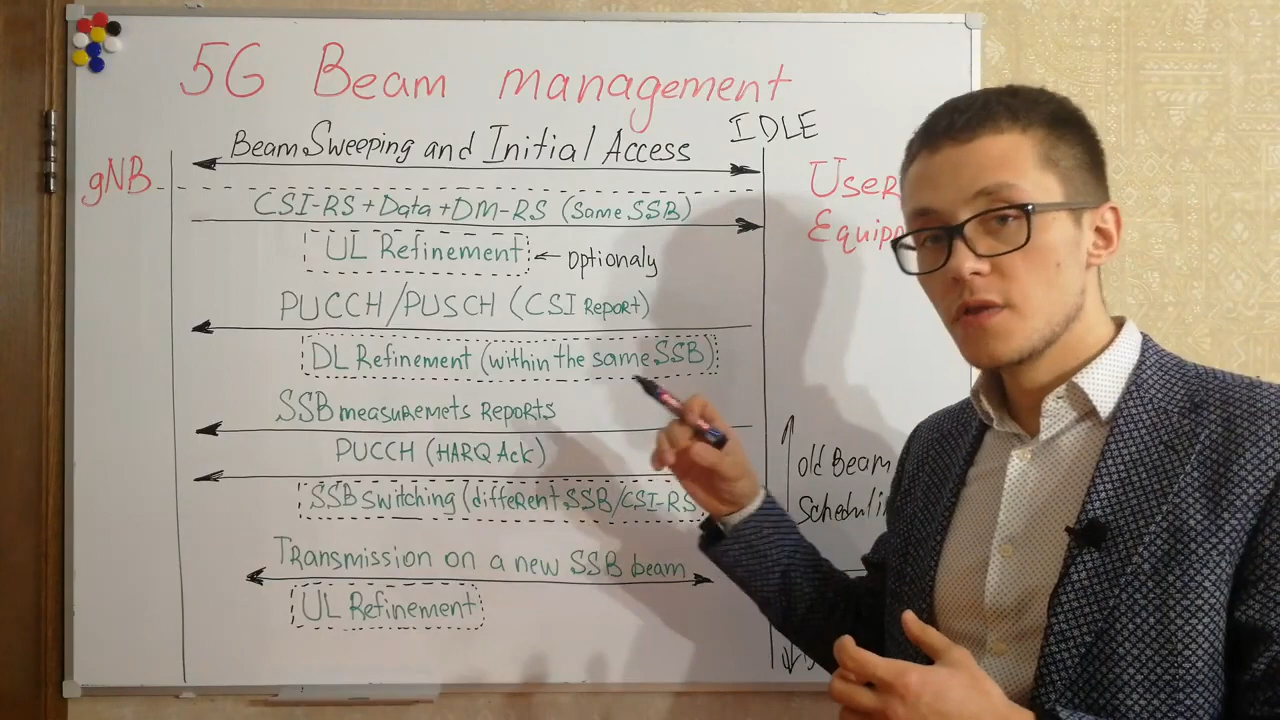 5G Beam management
IDLE
Beam Sweeping and Initial Access
gNB
User
CSI-RS + Data + DM-RS (Same SSB)
UL Refinement ← optionaly
PUCCH/PUSCH (CSI Report)
DL Refinement (within the same SSB)
SSB measuremets Reports
PUCCH (HARQ Ack)
old Beam
SSB switching (different SSB/CSI-RS
Transmission on a new SSB beam
UL Refinement